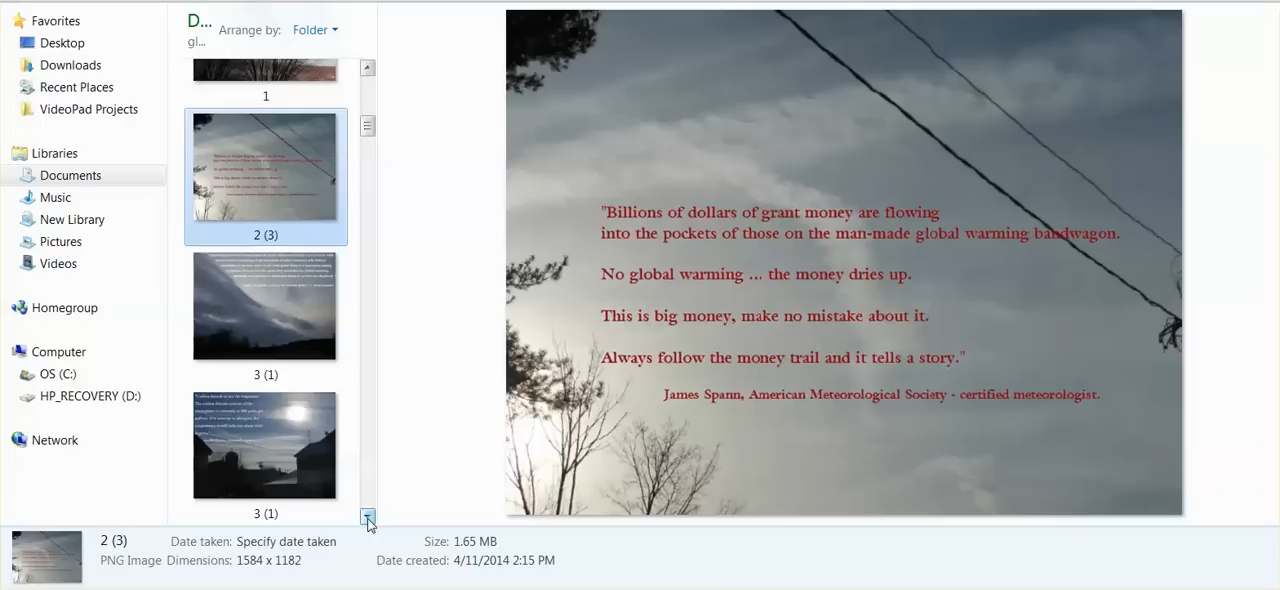 Favorites
Desktop
Downloads
Recent Places
VideoPad Projects
Libraries
Documents
Music
New Library
Pictures
Videos
Homegroup
Computer
OS (C:)
HP_RECOVERY (D:)
Network
D...
gl...
Arrange by: Folder
1
2 (3)
3 (1)
3 (1)
"Billions of dollars of grant money are flowing
into the pockets of those on the man-made global warming bandwagon.
No global warming ... the money dries up.
This is big money, make no mistake about it.
Always follow the money trail and it tells a story."
James Spann, American Meteorological Society - certified meteorologist.
2 (3)
PNG Image
Date taken: Specify date taken
Dimensions: 1584 x 1182
Size: 1.65 MB
Date created: 4/11/2014 2:15 PM